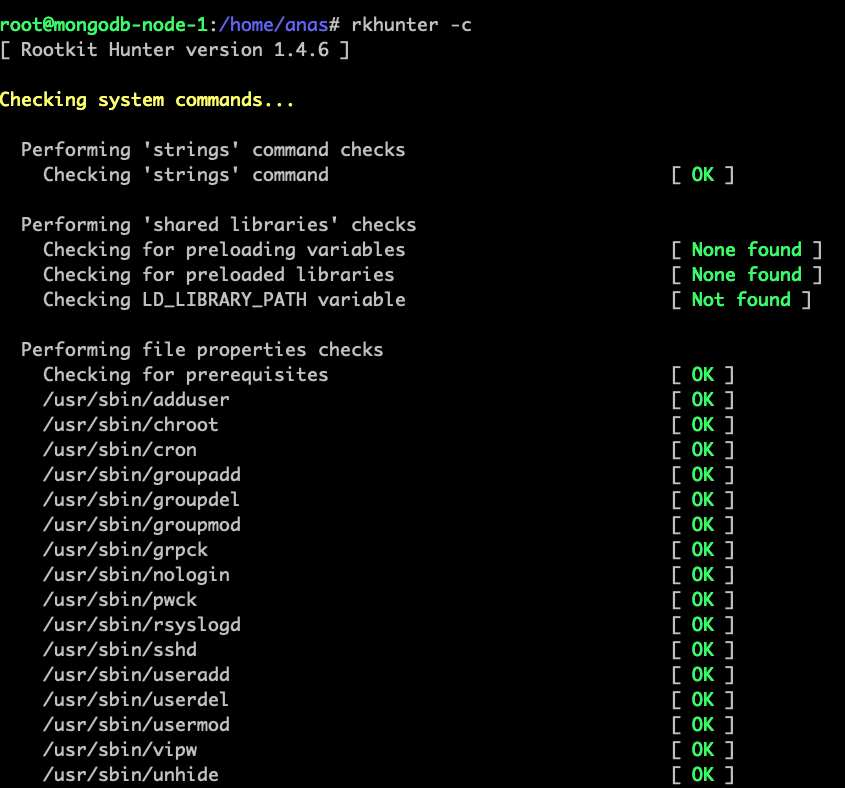 root@mongodb-node-1:/home/anas# rkhunter -c
[ Rootkit Hunter version 1.4.6 ]
Checking system commands...
Performing 'strings' command checks
Checking 'strings' command [ OK ]
Performing 'shared libraries' checks
Checking for preloading variables [ None found ]
Checking for preloaded libraries [ None found ]
Checking LD_LIBRARY_PATH variable [ Not found ]
Performing file properties checks
Checking for prerequisites [ OK ]
/usr/sbin/adduser [ OK ]
/usr/sbin/chroot [ OK ]
/usr/sbin/cron [ OK ]
/usr/sbin/groupadd [ OK ]
/usr/sbin/groupdel [ OK ]
/usr/sbin/groupmod [ OK ]
/usr/sbin/grpck [ OK ]
/usr/sbin/nologin [ OK ]
/usr/sbin/pwck [ OK ]
/usr/sbin/rsyslogd [ OK ]
/usr/sbin/sshd [ OK ]
/usr/sbin/useradd [ OK ]
/usr/sbin/userdel [ OK ]
/usr/sbin/usermod [ OK ]
/usr/sbin/vipw [ OK ]
/usr/sbin/unhide [ OK ]